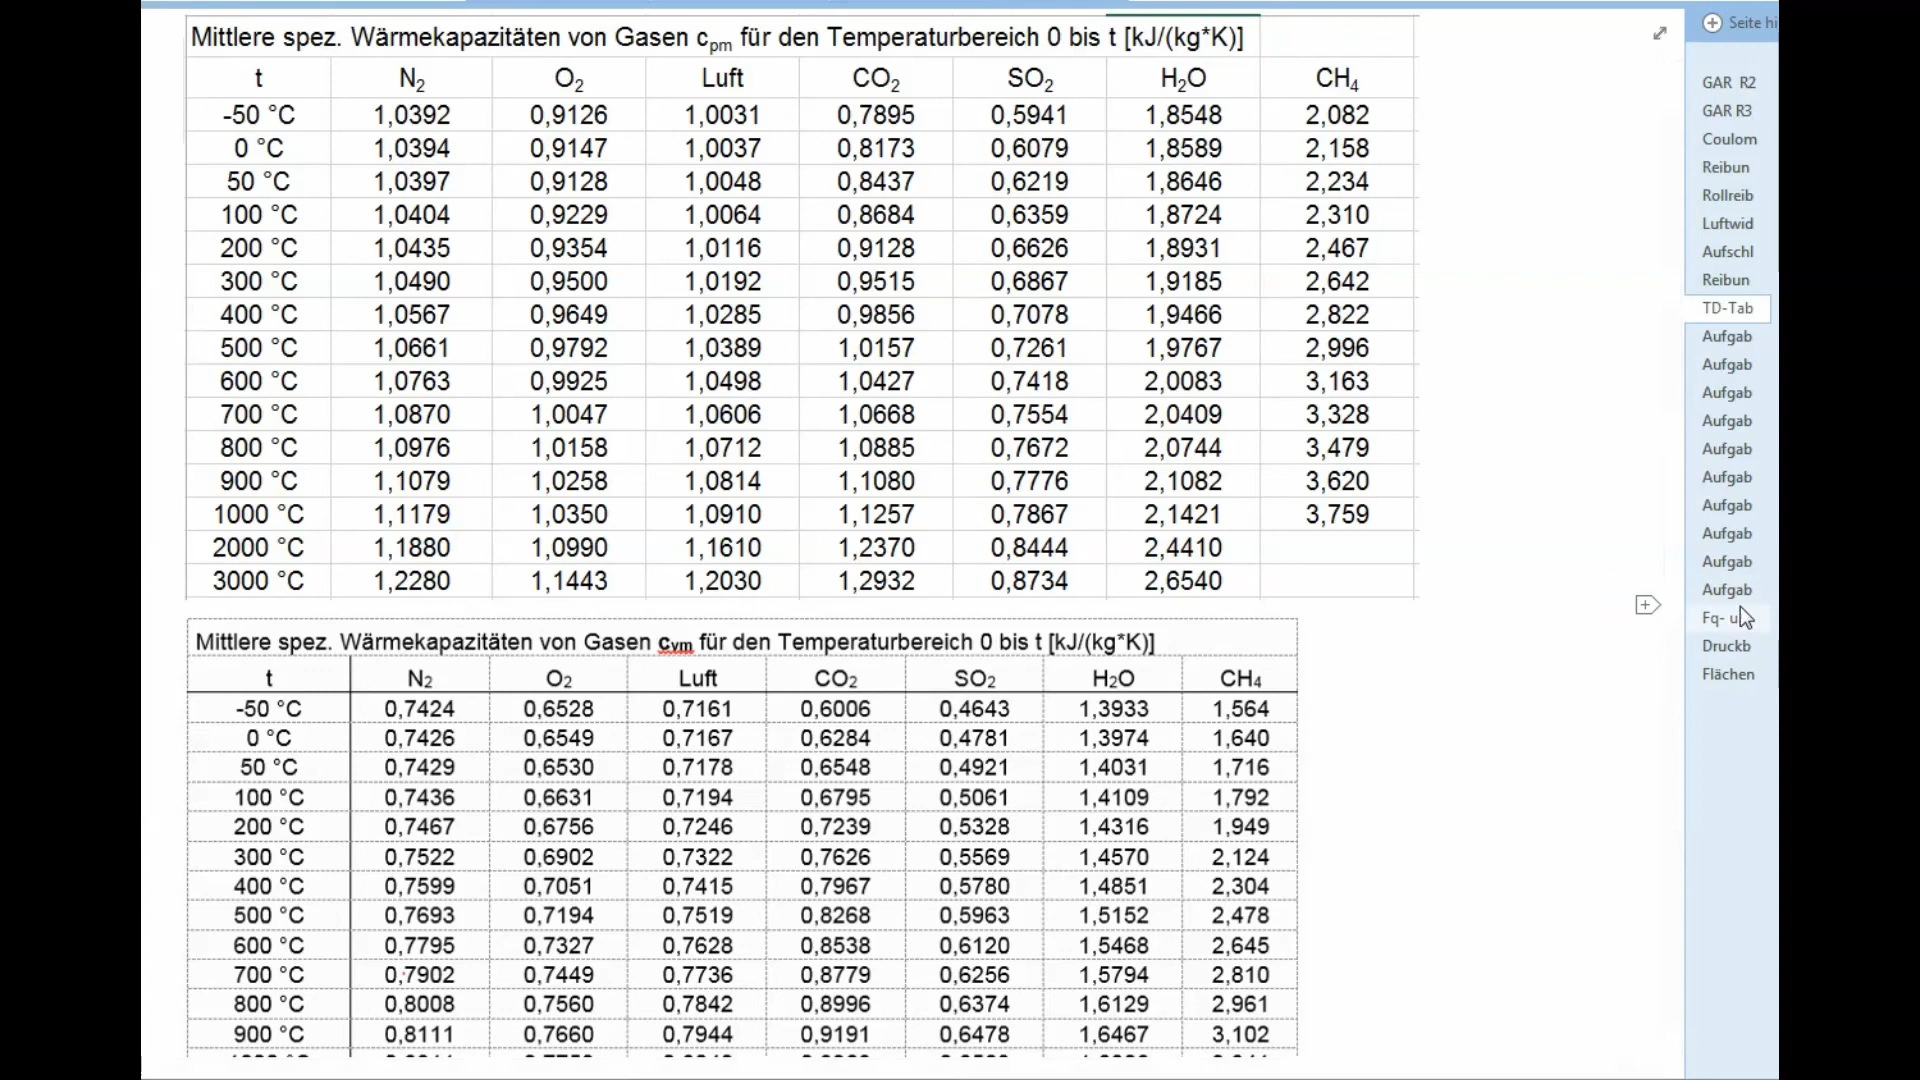 Mittlere spez. Wärmekapazitäten von Gasen cpm für den Temperaturbereich 0 bis t [kJ/(kg*K)]
t N2 O2 Luft CO2 SO2 H2O CH4
-50 °C 1,0392 0,9126 1,0031 0,7895 0,5941 1,8548 2,082
0 °C 1,0394 0,9147 1,0037 0,8173 0,6079 1,8589 2,158
50 °C 1,0397 0,9128 1,0048 0,8437 0,6219 1,8646 2,234
100 °C 1,0404 0,9229 1,0064 0,8684 0,6359 1,8724 2,310
200 °C 1,0435 0,9354 1,0116 0,9128 0,6626 1,8931 2,467
300 °C 1,0490 0,9500 1,0192 0,9515 0,6867 1,9185 2,642
400 °C 1,0567 0,9649 1,0285 0,9856 0,7078 1,9466 2,822
500 °C 1,0661 0,9792 1,0389 1,0157 0,7261 1,9767 2,996
600 °C 1,0763 0,9925 1,0498 1,0427 0,7418 2,0083 3,163
700 °C 1,0870 1,0047 1,0606 1,0668 0,7554 2,0409 3,328
800 °C 1,0976 1,0158 1,0712 1,0885 0,7672 2,0744 3,479
900 °C 1,1079 1,0258 1,0814 1,1080 0,7776 2,1082 3,620
1000 °C 1,1179 1,0350 1,0910 1,1257 0,7867 2,1421 3,759
2000 °C 1,1880 1,0990 1,1610 1,2370 0,8444 2,4410
3000 °C 1,2280 1,1443 1,2030 1,2932 0,8734 2,6540
Mittlere spez. Wärmekapazitäten von Gasen cvm für den Temperaturbereich 0 bis t [kJ/(kg*K)]
t N2 O2 Luft CO2 SO2 H2O CH4
-50 °C 0,7424 0,6528 0,7161 0,6006 0,4643 1,3933 1,564
0 °C 0,7426 0,6549 0,7167 0,6284 0,4781 1,3974 1,640
50 °C 0,7429 0,6530 0,7178 0,6548 0,4921 1,4031 1,716
100 °C 0,7436 0,6631 0,7194 0,6795 0,5061 1,4109 1,792
200 °C 0,7467 0,6756 0,7246 0,7239 0,5328 1,4316 1,949
300 °C 0,7522 0,6902 0,7322 0,7626 0,5569 1,4570 2,124
400 °C 0,7599 0,7051 0,7415 0,7967 0,5780 1,4851 2,304
500 °C 0,7693 0,7194 0,7519 0,8268 0,5963 1,5152 2,478
600 °C 0,7795 0,7327 0,7628 0,8538 0,6120 1,5468 2,645
700 °C 0,7902 0,7449 0,7736 0,8779 0,6256 1,5794 2,810
800 °C 0,8008 0,7560 0,7842 0,8996 0,6374 1,6129 2,961
900 °C 0,8111 0,7660 0,7944 0,9191 0,6478 1,6467 3,102
Seite hi
GAR R2
GAR R3
Coulom
Reibun
Rollreib
Luftwid
Aufschl
Reibun
TD-Tab
Aufgab
Aufgab
Aufgab
Aufgab
Aufgab
Aufgab
Aufgab
Aufgab
Aufgab
Aufgab
Fq- u
Druckb
Flächen